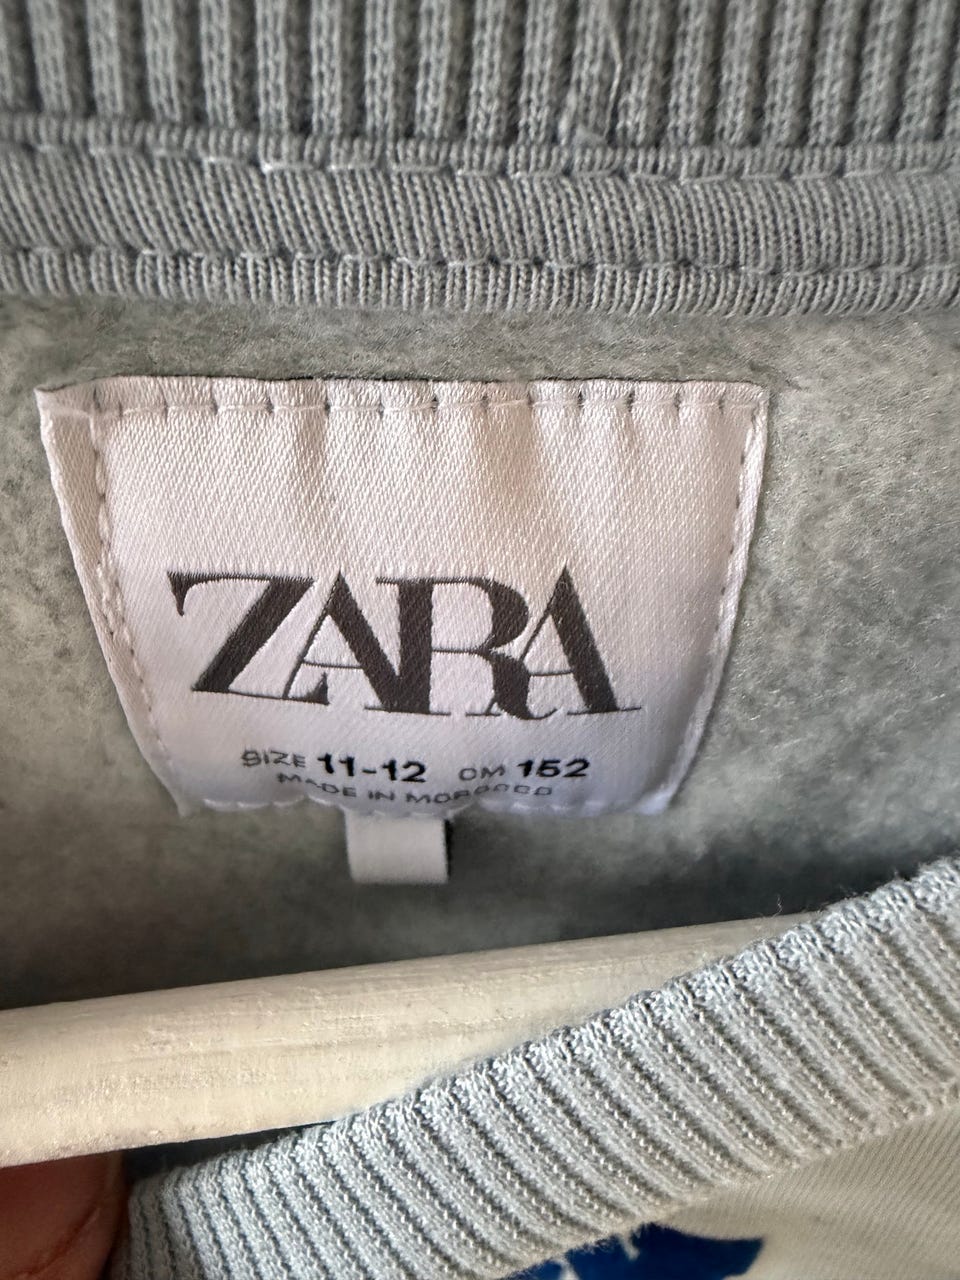 ZARA
SIZE 11-12 CM 152
MADE IN MOROCCO